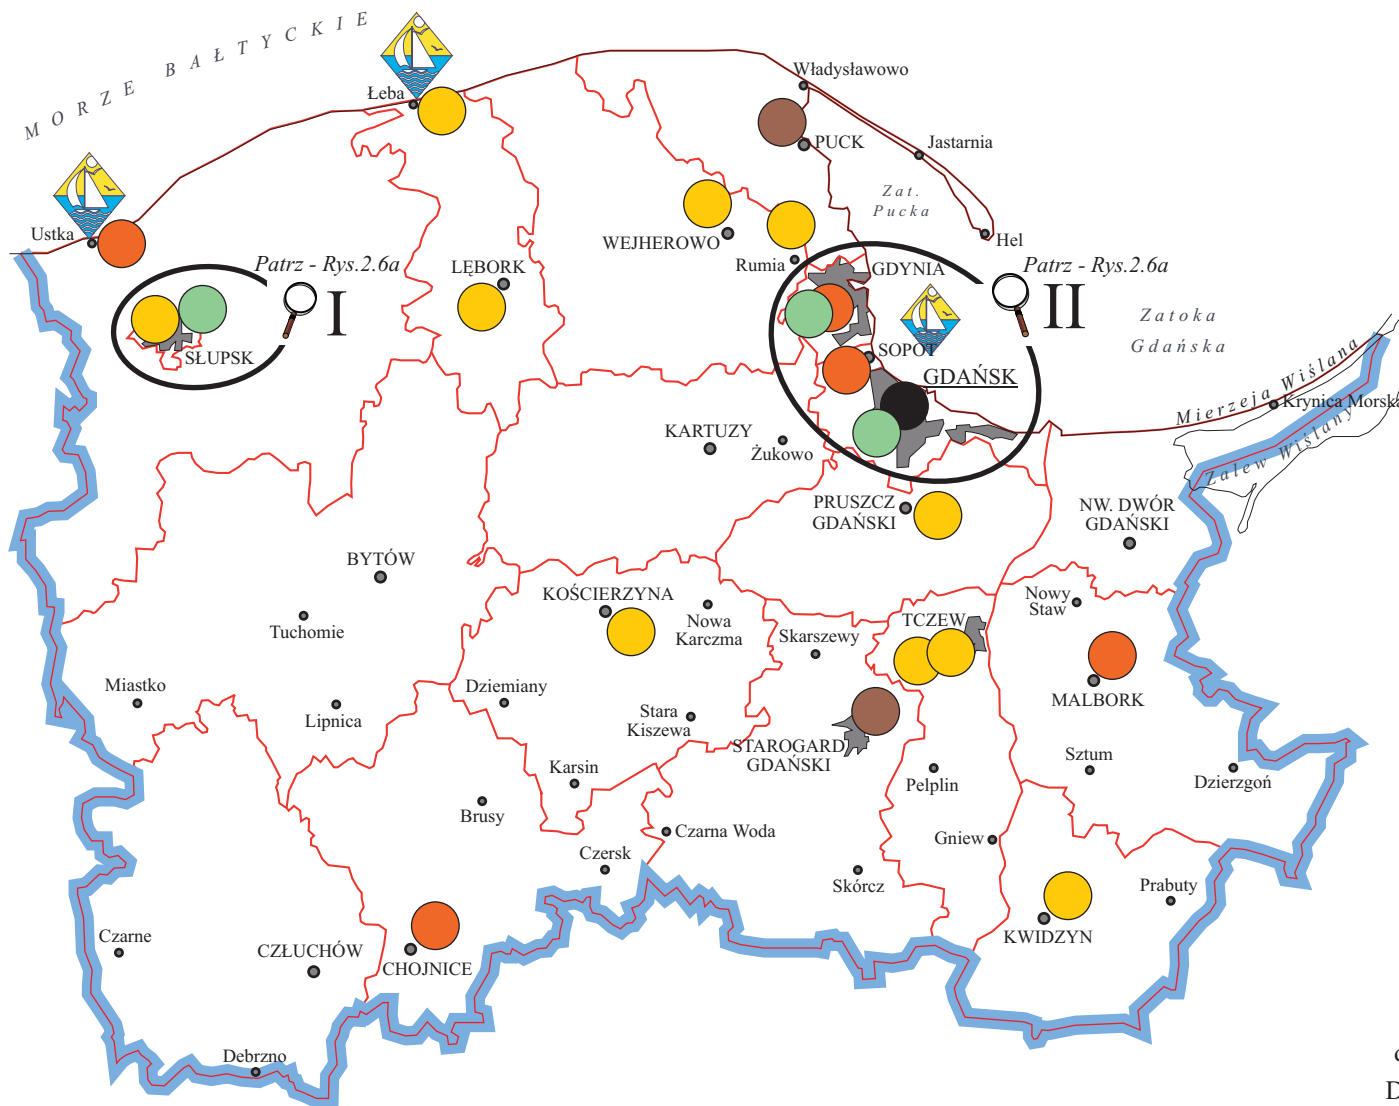 MORZE BAŁTYCKIE
Łeba
Władysławowo
PUCK
Jastarnia
Zat.
Pucka
Ustka
WEJHEROWO
Hel
Rumia
Patrz - Rys.2.6a
LĘBORK
GDYNIA
Patrz - Rys.2.6a
I
II
Zatoka
Gdańska
SŁUPSK
SOPOT
GDAŃSK
Mierzeja Wiślana
Krynica Morska
Zalew Wiślany
KARTUZY
Żukowo
PRUSZCZ
GDAŃSKI
NW. DWÓR
GDAŃSKI
BYTÓW
KOŚCIERZYNA
Nowa
Karczma
Tuchomie
Skarszewy
TCZEW
Nowy
Staw
Miastko
Lipnica
Dziemiany
Stara
Kiszewa
MALBORK
STAROGARD
GDAŃSKI
Karsin
Pelplin
Sztum
Dzierzgoń
Brusy
Czarna Woda
Gniew
Czersk
Skórcz
Prabuty
Czarne
CZŁUCHÓW
CHOJNICE
KWIDZYN
Debrzno
D